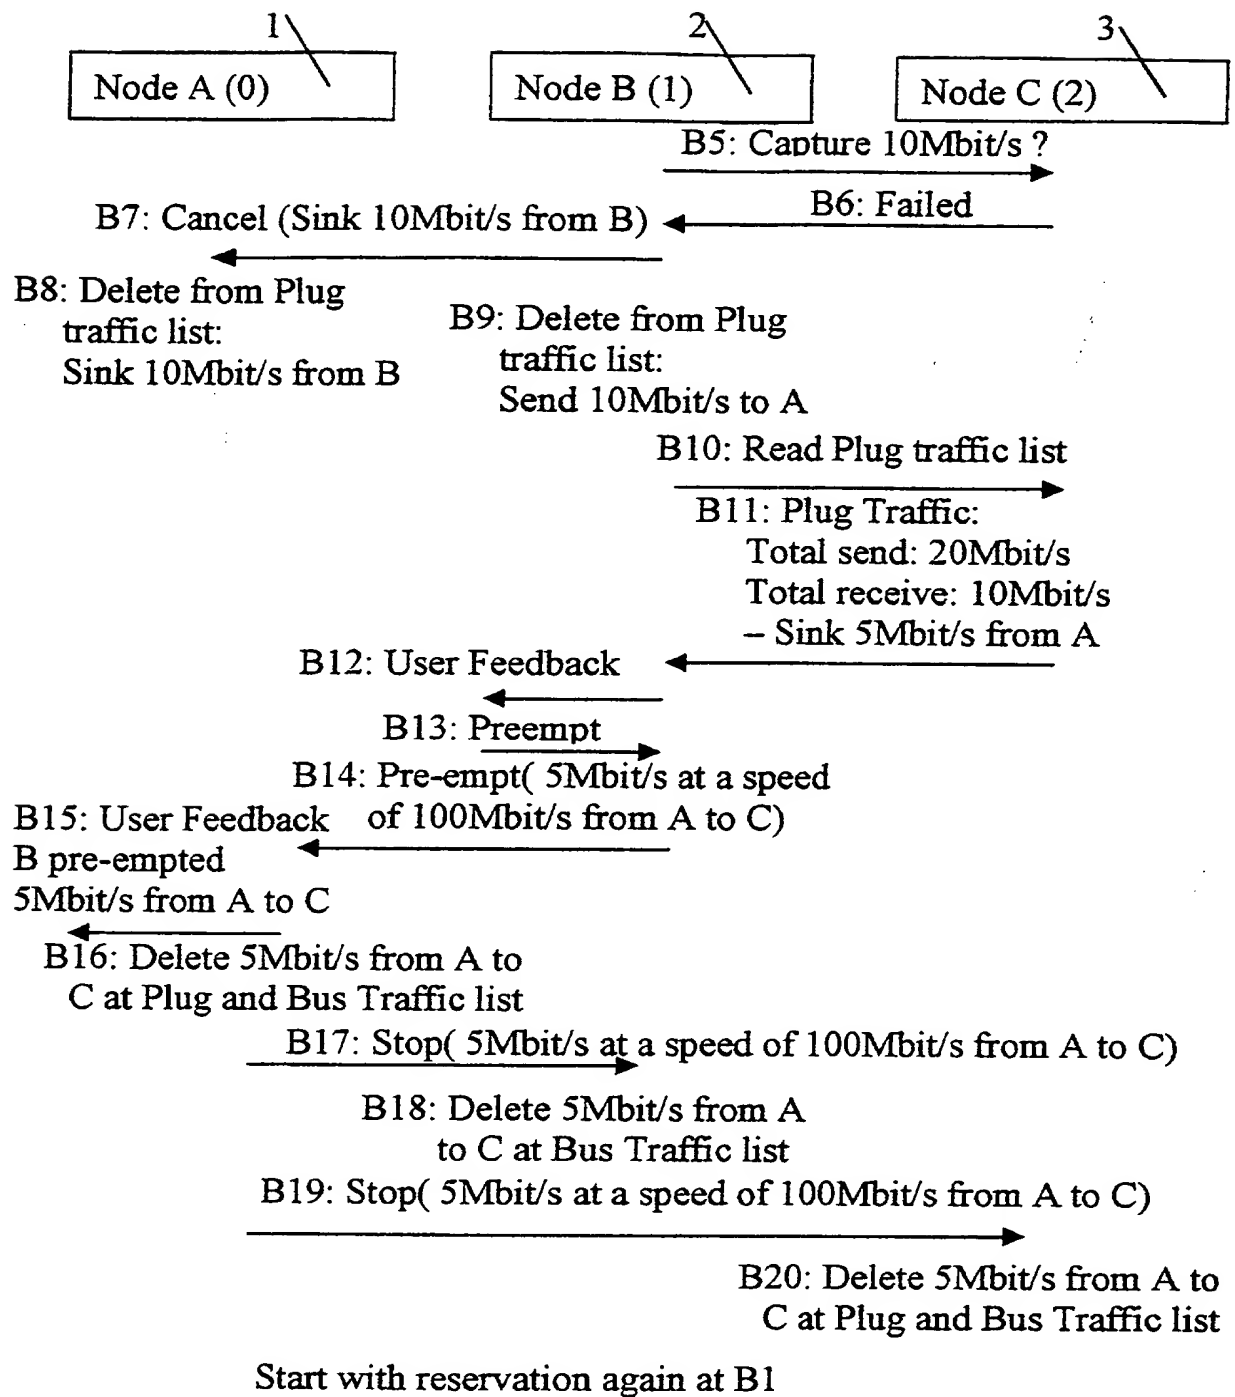 1
2
3
Node A (0)
Node B (1)
Node C (2)
B5: Capture 10Mbit/s ?
B6: Failed
B7: Cancel (Sink 10Mbit/s from B)
B8: Delete from Plug
traffic list:
Sink 10Mbit/s from B
B9: Delete from Plug
traffic list:
Send 10Mbit/s to A
B10: Read Plug traffic list
B11: Plug Traffic:
Total send: 20Mbit/s
Total receive: 10Mbit/s
– Sink 5Mbit/s from A
B12: User Feedback
B13: Preempt
B14: Pre-empt( 5Mbit/s at a speed
of 100Mbit/s from A to C)
B15: User Feedback
B pre-empted
5Mbit/s from A to C
B16: Delete 5Mbit/s from A to
C at Plug and Bus Traffic list
B17: Stop( 5Mbit/s at a speed of 100Mbit/s from A to C)
B18: Delete 5Mbit/s from A
to C at Bus Traffic list
B19: Stop( 5Mbit/s at a speed of 100Mbit/s from A to C)
B20: Delete 5Mbit/s from A to
C at Plug and Bus Traffic list
Start with reservation again at B1